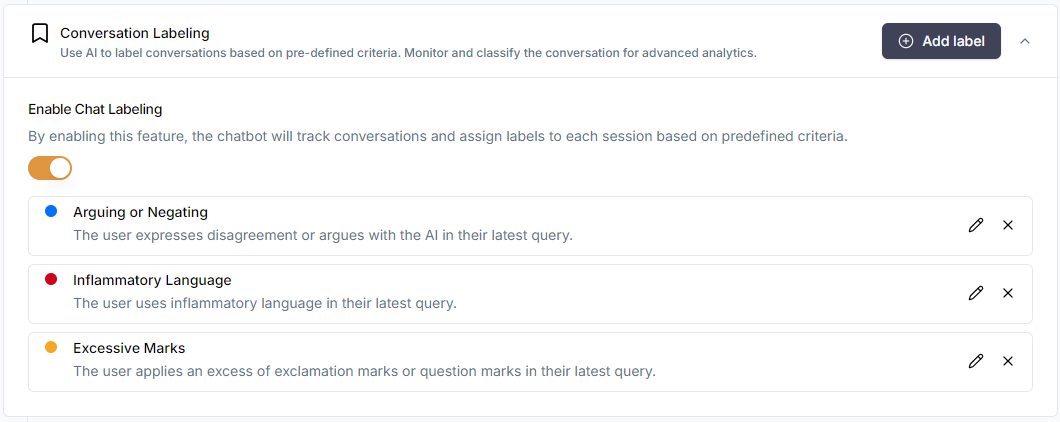 Conversation Labeling
Use AI to label conversations based on pre-defined criteria. Monitor and classify the conversation for advanced analytics.
Add label
Enable Chat Labeling
By enabling this feature, the chatbot will track conversations and assign labels to each session based on predefined criteria.
Arguing or Negating
The user expresses disagreement or argues with the AI in their latest query.
Inflammatory Language
The user uses inflammatory language in their latest query.
Excessive Marks
The user applies an excess of exclamation marks or question marks in their latest query.